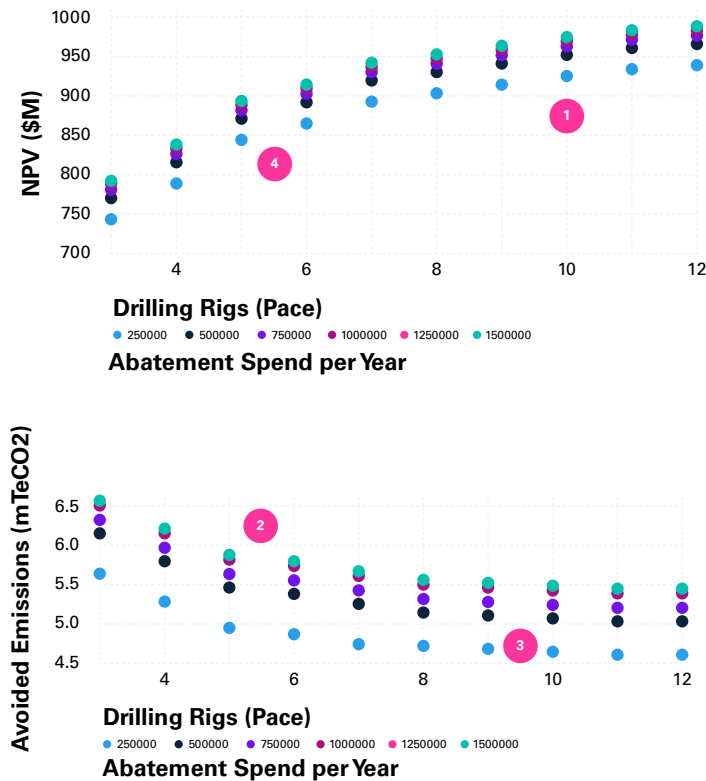 NPV ($M)
1000
950
900
850
800
750
700
1
4
4 6 8 10 12
Drilling Rigs (Pace)
250000 500000 750000 1000000 1250000 1500000
Abatement Spend per Year
Avoided Emissions (mTeCO2)
6.5
6.0
5.5
5.0
4.5
2
3
4 6 8 10 12
Drilling Rigs (Pace)
250000 500000 750000 1000000 1250000 1500000
Abatement Spend per Year